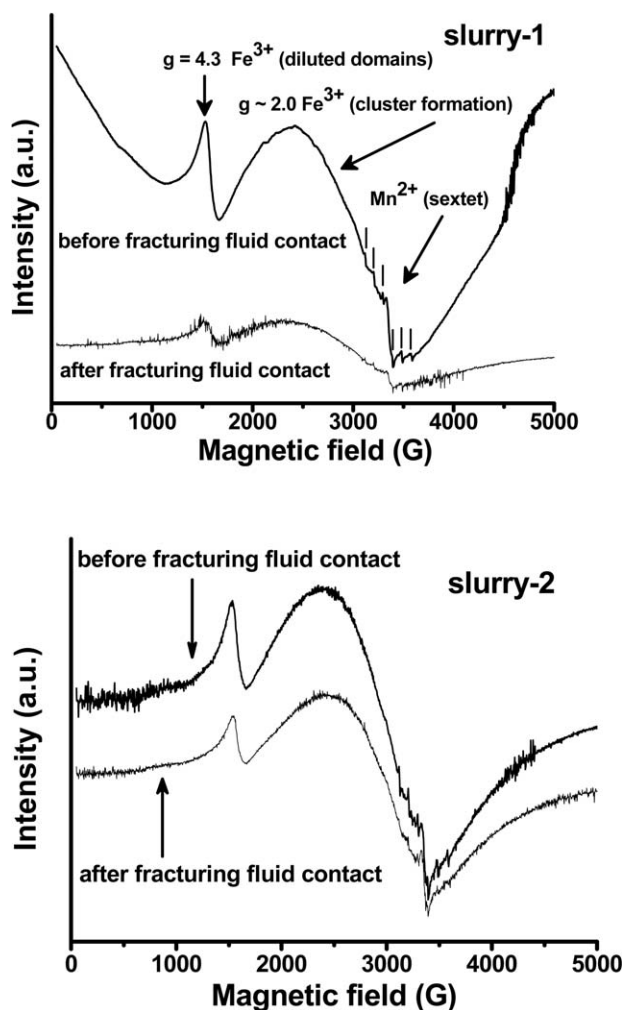 slurry-1
g = 4.3 Fe³⁺ (diluted domains)
g ~ 2.0 Fe³⁺ (cluster formation)
Mn²⁺ (sextet)
before fracturing fluid contact
after fracturing fluid contact
Intensity (a.u.)
0 1000 2000 3000 4000 5000
Magnetic field (G)
before fracturing fluid contact
slurry-2
after fracturing fluid contact
Intensity (a.u.)
0 1000 2000 3000 4000 5000
Magnetic field (G)